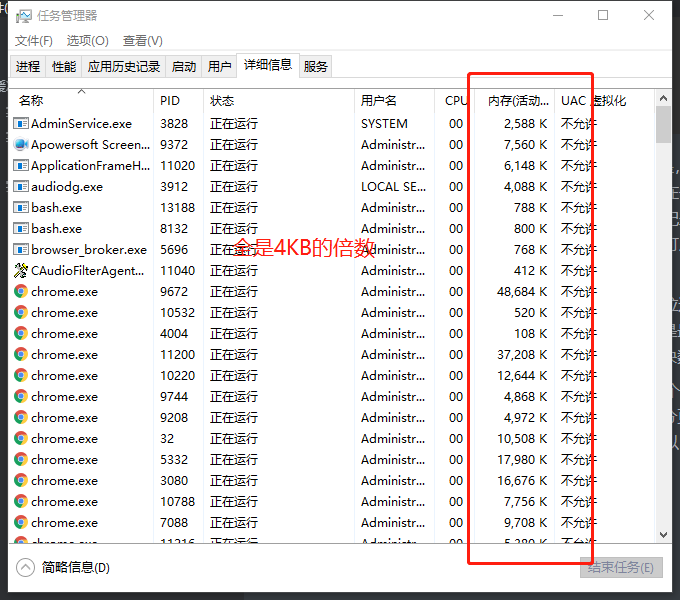 任务管理器
文件(F) 选项(O) 查看(V)
进程 性能 应用历史记录 启动 用户 详细信息 服务
名称 PID 状态 用户名 CPU 内存(活动... UAC 虚拟化
AdminService.exe 3828 正在运行 SYSTEM 00 2,588 K 不允许
Apowersoft Screen... 9372 正在运行 Administr... 00 7,560 K 不允许
ApplicationFrameH... 11020 正在运行 Administr... 00 6,148 K 不允许
audiodg.exe 3912 正在运行 LOCAL SE... 00 4,088 K 不允许
bash.exe 13188 正在运行 Administr... 00 788 K 不允许
bash.exe 8132 正在运行 Administr... 00 800 K 不允许
browser_broker.exe 5696 正在运行 Administr... 00 768 K 不允许
全是4KB的倍数
CAudioFilterAgent... 11040 正在运行 Administr... 00 412 K 不允许
chrome.exe 9672 正在运行 Administr... 00 48,684 K 不允许
chrome.exe 10532 正在运行 Administr... 00 520 K 不允许
chrome.exe 4004 正在运行 Administr... 00 108 K 不允许
chrome.exe 11200 正在运行 Administr... 00 37,208 K 不允许
chrome.exe 10220 正在运行 Administr... 00 12,644 K 不允许
chrome.exe 9744 正在运行 Administr... 00 4,868 K 不允许
chrome.exe 9208 正在运行 Administr... 00 4,972 K 不允许
chrome.exe 32 正在运行 Administr... 00 10,508 K 不允许
chrome.exe 5332 正在运行 Administr... 00 17,980 K 不允许
chrome.exe 3080 正在运行 Administr... 00 16,676 K 不允许
chrome.exe 10788 正在运行 Administr... 00 7,756 K 不允许
chrome.exe 7088 正在运行 Administr... 00 9,708 K 不允许
简略信息(D) 结束任务(E)